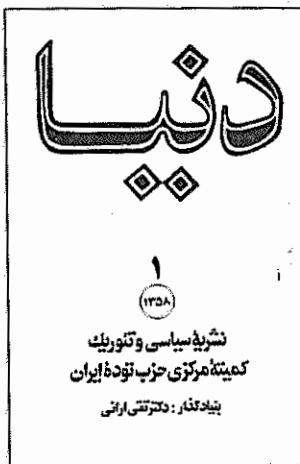 دنیا
۱
۱۳۵۸
نشریهٔ سیاسی و تئوریک
کمیتهٔ مرکزی حزب تودهٔ ایران
بنیادگذار : دکتر تقی ارانی